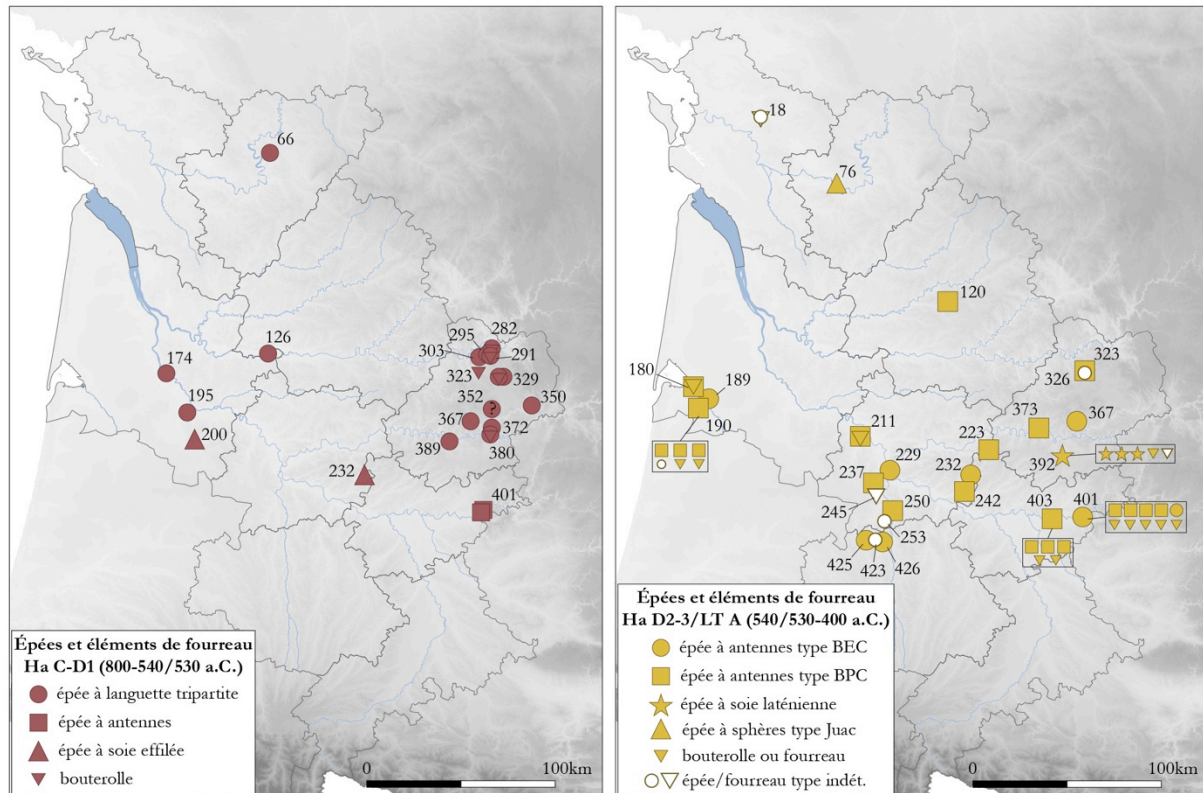 66
126
174
195
200
232
282
295
303
291
323
329
352
350
?
367
372
389
380
401
Épées et éléments de fourreau
Ha C-D1 (800-540/530 a.C.)
épée à languette tripartite
épée à antennes
épée à soie effilée
bouterolle
0 100km
18
76
120
180
189
190
323
326
373
367
211
223
229
392
232
237
242
245
250
403
401
253
425
423
426
Épées et éléments de fourreau
Ha D2-3/LT A (540/530-400 a.C.)
épée à antennes type BEC
épée à antennes type BPC
épée à soie laténienne
épée à sphères type Juac
bouterolle ou fourreau
épée/fourreau type indét.
0 100km